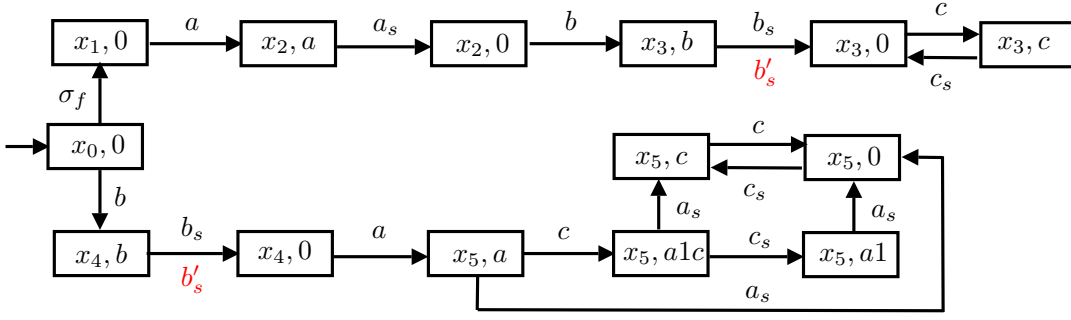 a a_s b b_s c
x_1, 0 x_2, a x_2, 0 x_3, b x_3, 0 x_3, c
b'_s c_s
σ_f
x_0, 0 c
x_5, c x_5, 0
b c_s
b_s a c a_s c_s a_s
x_4, b x_4, 0 x_5, a x_5, a1c x_5, a1
b'_s
a_s